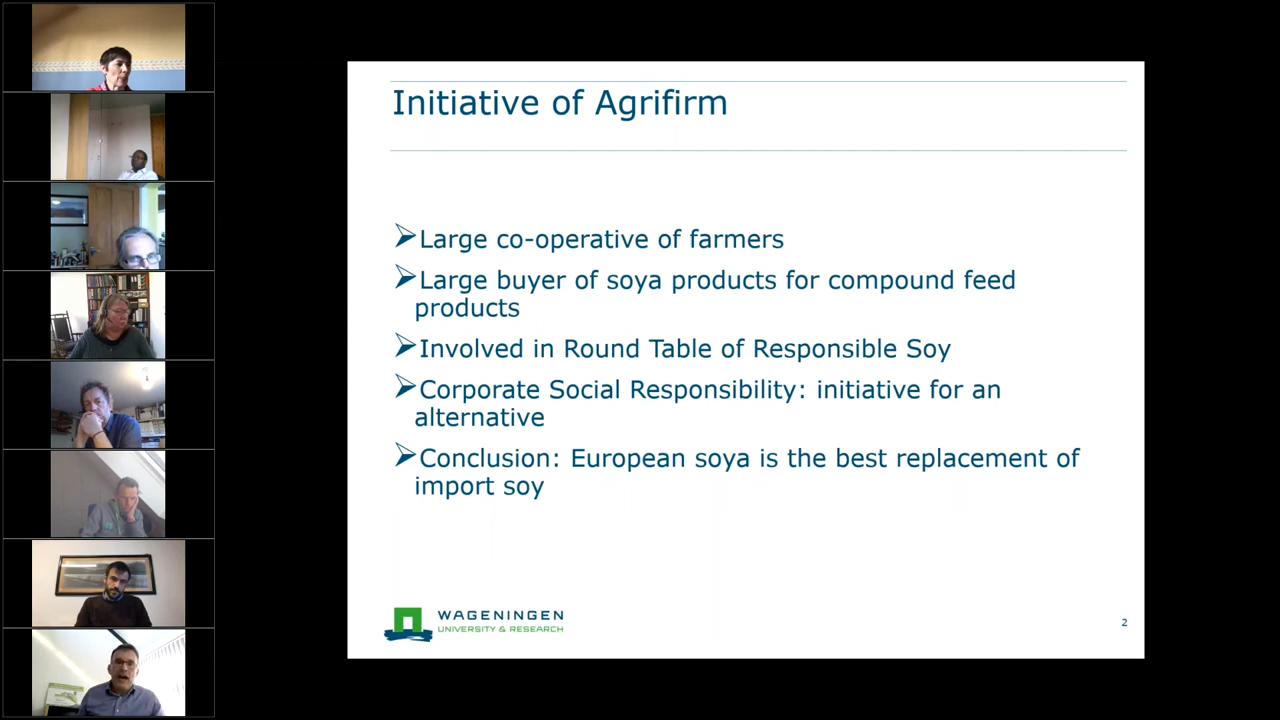 Initiative of Agrifirm
Large co-operative of farmers
Large buyer of soya products for compound feed
products
Involved in Round Table of Responsible Soy
Corporate Social Responsibility: initiative for an
alternative
Conclusion: European soya is the best replacement of
import soy
WAGENINGEN
UNIVERSITY & RESEARCH
2